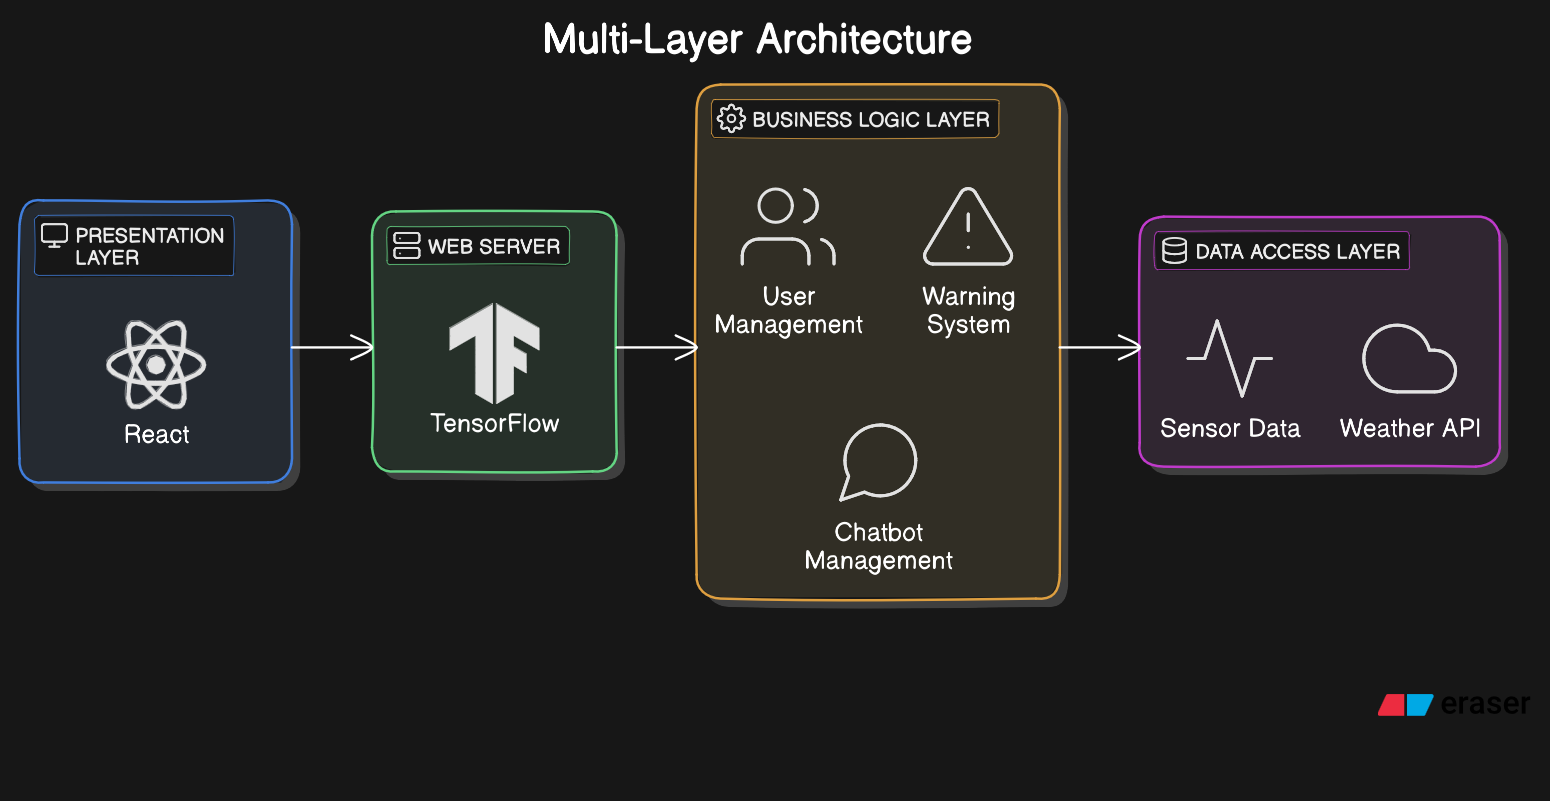 Multi-Layer Architecture
PRESENTATION
LAYER
React
WEB SERVER
TensorFlow
BUSINESS LOGIC LAYER
User
Management
Warning
System
Chatbot
Management
DATA ACCESS LAYER
Sensor Data
Weather API
eraser